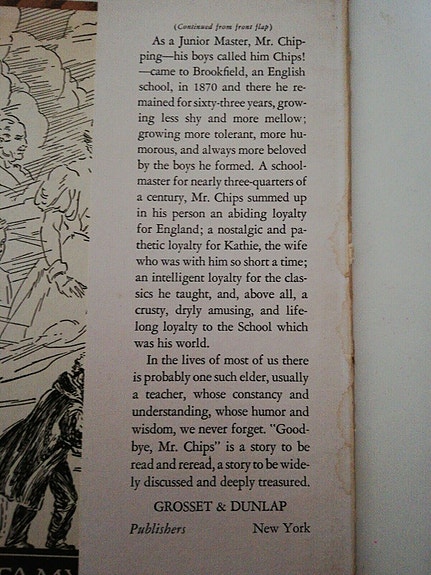 (Continued from front flap)
As a Junior Master, Mr. Chip-
ping—his boys called him Chips!
—came to Brookfield, an English
school, in 1870 and there he re-
mained for sixty-three years, grow-
ing less shy and more mellow;
growing more tolerant, more hu-
morous, and always more beloved
by the boys he formed. A school-
master for nearly three-quarters of
a century, Mr. Chips summed up
in his person an abiding loyalty
for England; a nostalgic and pa-
thetic loyalty for Kathie, the wife
who was with him so short a time;
an intelligent loyalty for the clas-
sics he taught, and, above all, a
crusty, dryly amusing, and life-
long loyalty to the School which
was his world.
In the lives of most of us there
is probably one such elder, usually
a teacher, whose constancy and
understanding, whose humor and
wisdom, we never forget. "Good-
bye, Mr. Chips" is a story to be
read and reread, a story to be wide-
ly discussed and deeply treasured.
GROSSET & DUNLAP
Publishers New York